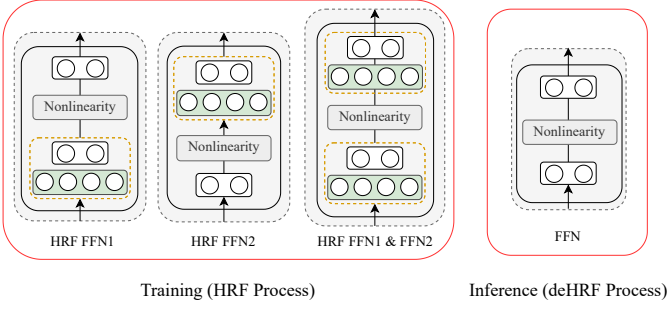 Nonlinearity
HRF FFN1
Nonlinearity
HRF FFN2
Nonlinearity
HRF FFN1 & FFN2
Training (HRF Process)
Nonlinearity
FFN
Inference (deHRF Process)